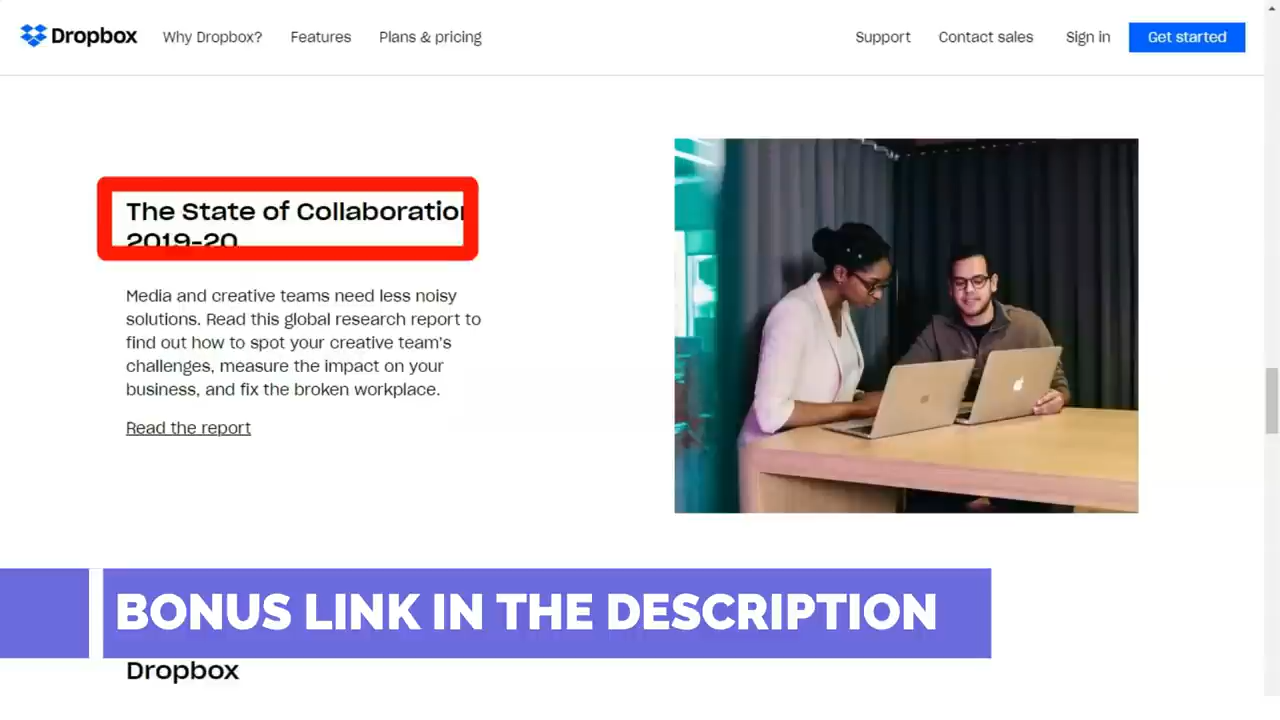 Dropbox Why Dropbox? Features Plans & pricing Support Contact sales Sign in Get started
The State of Collaboration
2019-20
Media and creative teams need less noisy
solutions. Read this global research report to
find out how to spot your creative team's
challenges, measure the impact on your
business, and fix the broken workplace.
Read the report
BONUS LINK IN THE DESCRIPTION
Dropbox